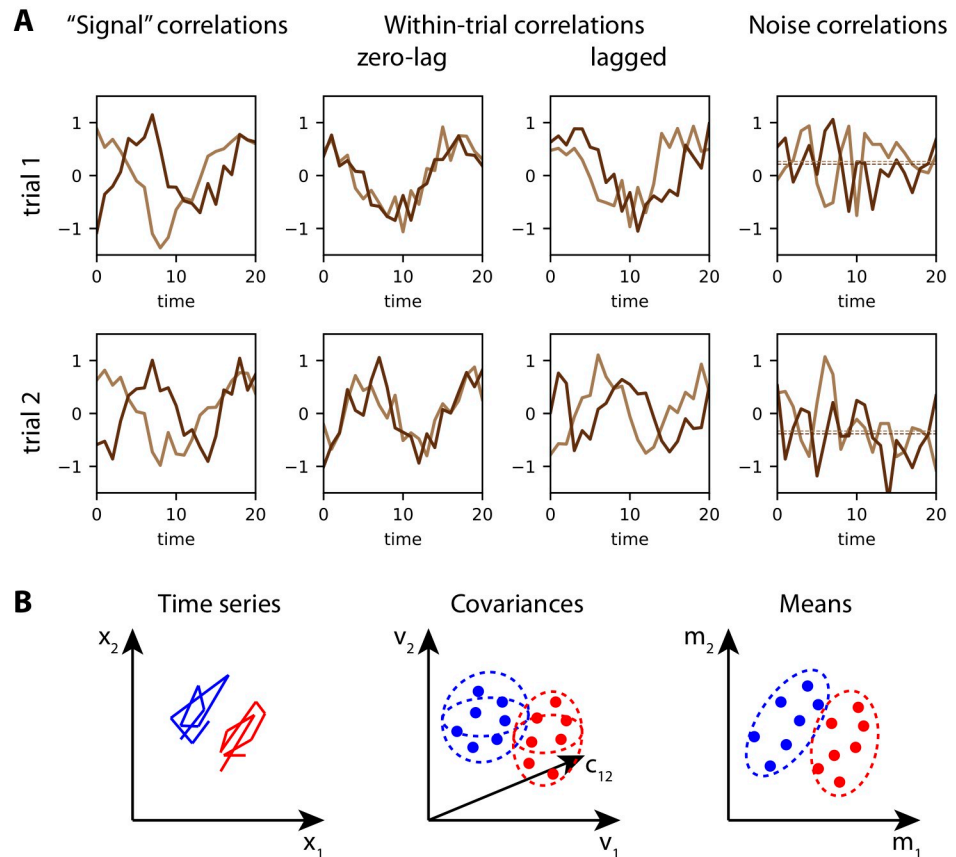 A
“Signal” correlations
Within-trial correlations
Noise correlations
zero-lag
lagged
trial 1
1
0
−1
0
10
20
time
1
0
−1
0
10
20
time
1
0
−1
0
10
20
time
1
0
−1
0
10
20
time
trial 2
1
0
−1
0
10
20
time
1
0
−1
0
10
20
time
1
0
−1
0
10
20
time
1
0
−1
0
10
20
time
B
Time series
x2
x1
Covariances
v2
c12
v1
Means
m2
m1